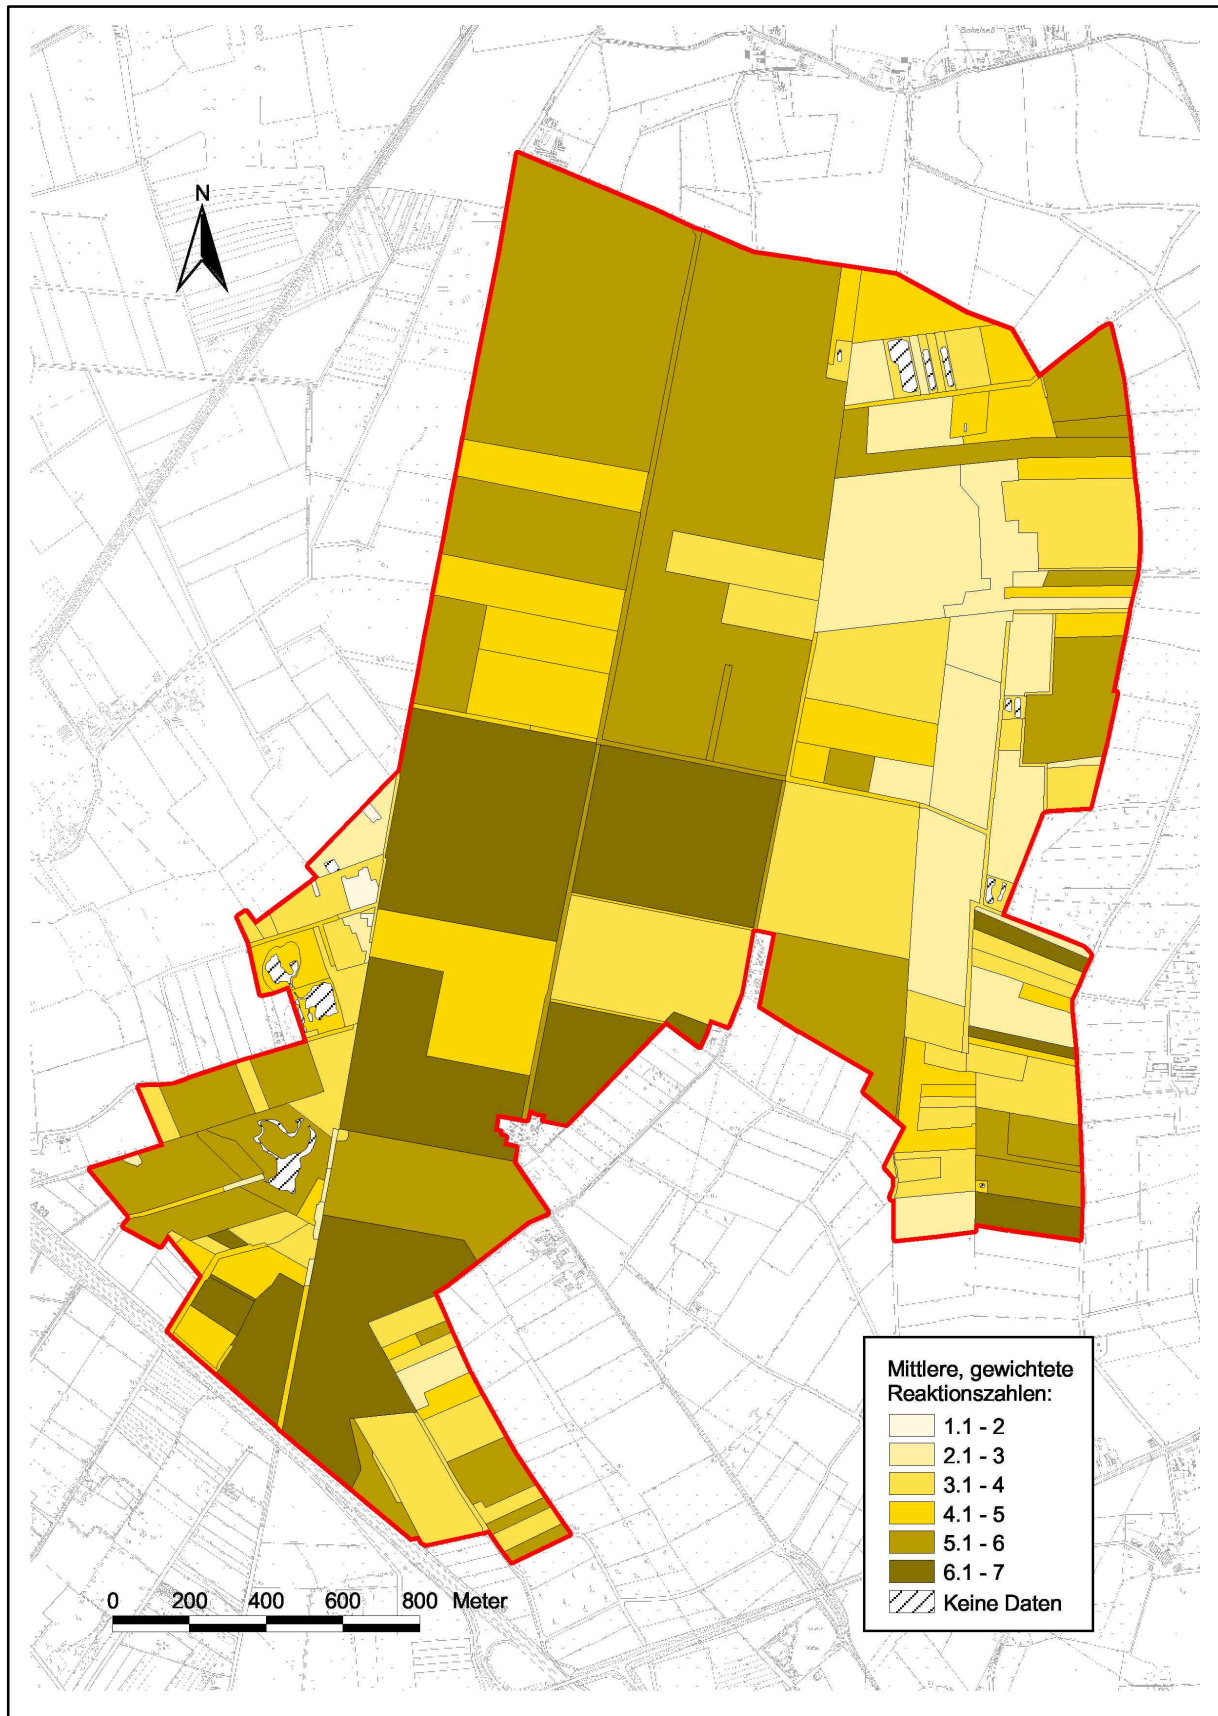 Bokelseß
N
Mittlere, gewichtete
Reaktionszahlen:
1.1 - 2
2.1 - 3
3.1 - 4
4.1 - 5
5.1 - 6
6.1 - 7
Keine Daten
0 200 400 600 800 Meter